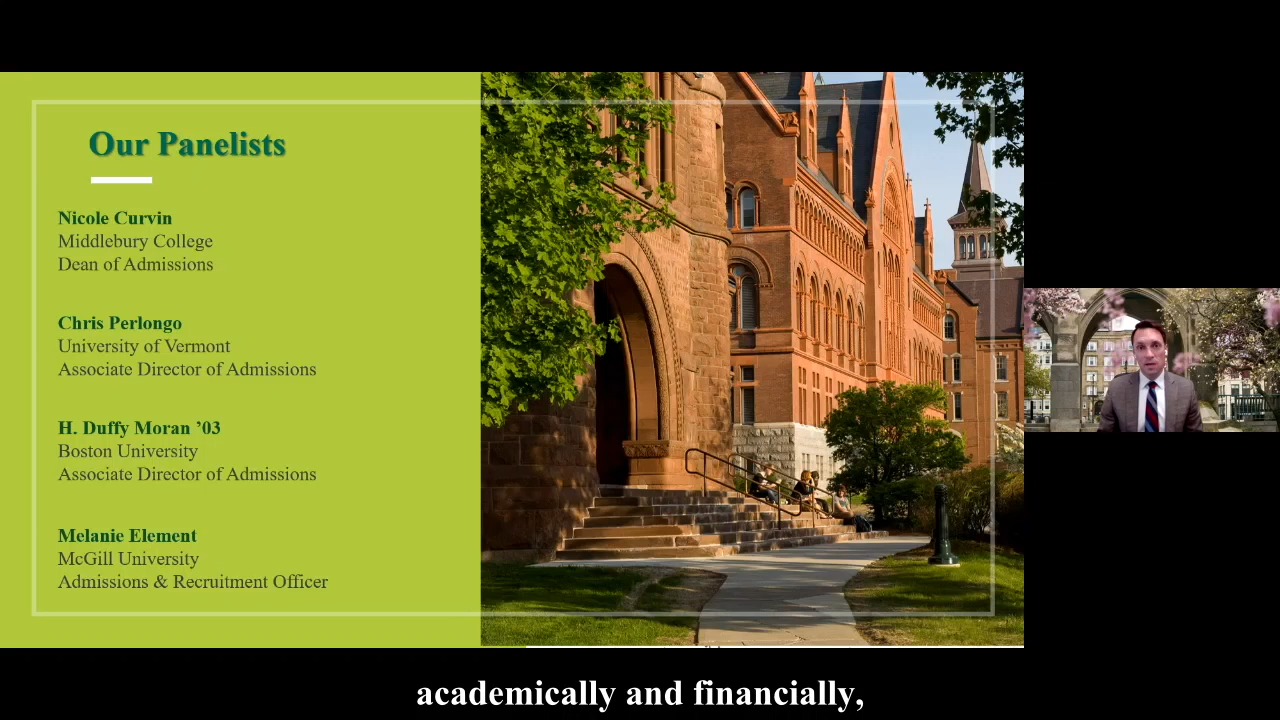 Our Panelists
Nicole Curvin
Middlebury College
Dean of Admissions
Chris Perlongo
University of Vermont
Associate Director of Admissions
H. Duffy Moran ’03
Boston University
Associate Director of Admissions
Melanie Element
McGill University
Admissions & Recruitment Officer
academically and financially,